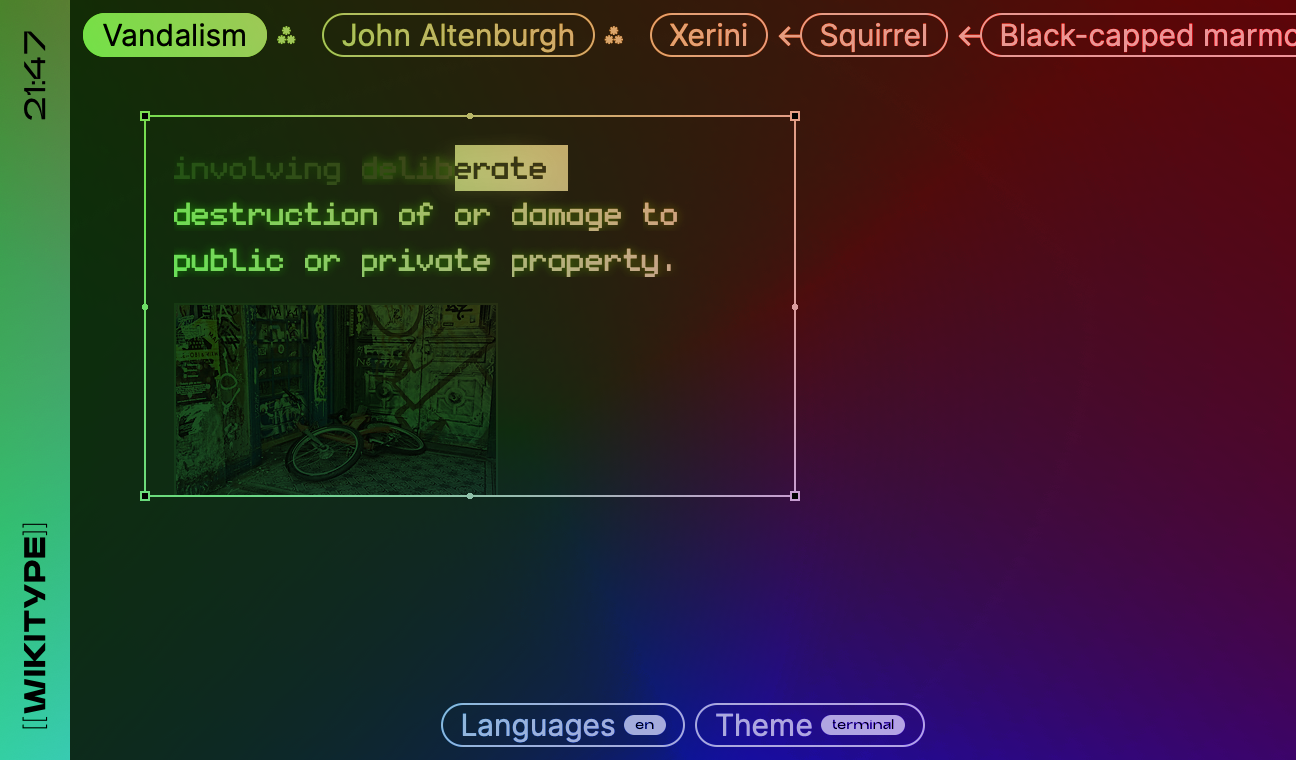 21:47
[[WIKITYPE]]
Vandalism John Altenburgh Xerini ← Squirrel ← Black-capped marmo
involving deliberate
destruction of or damage to
public or private property.
Languages en Theme terminal